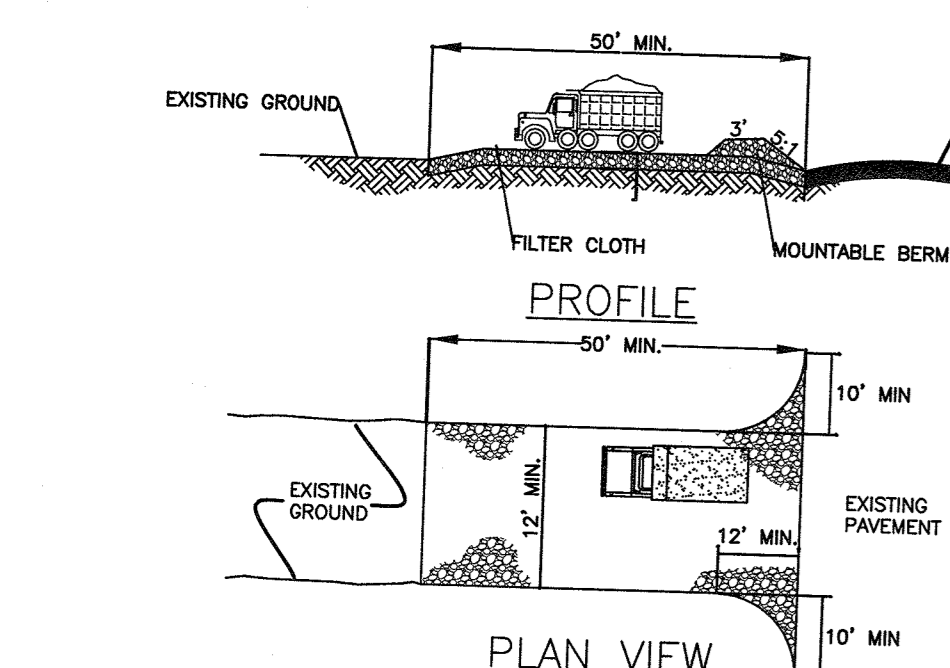 50' MIN.
EXISTING GROUND
3'
5:1
FILTER CLOTH
MOUNTABLE BERM
PROFILE
50' MIN.
10' MIN
12' MIN.
EXISTING
GROUND
EXISTING
PAVEMENT
12' MIN.
10' MIN
PLAN VIEW